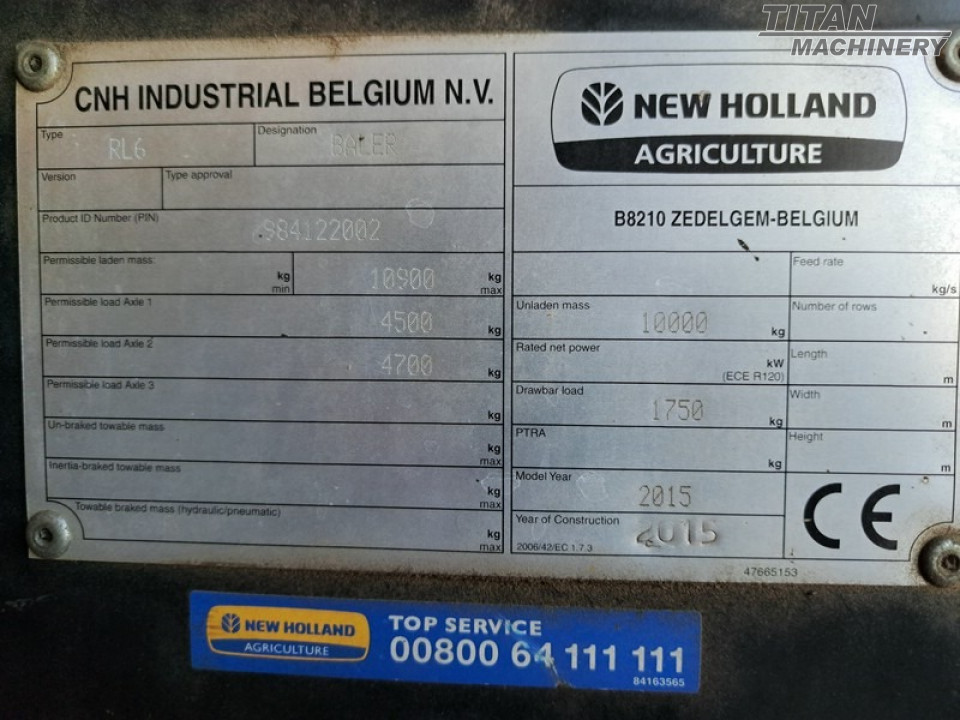 TITAN
MACHINERY
CNH INDUSTRIAL BELGIUM N.V.
Type
RL6
Designation
BALER
Version
Type approval
Product ID Number (PIN)
984122002
Permissible laden mass:
kg
min
10900
kg
max
Permissible load Axle 1
4500
kg
Permissible load Axle 2
4700
kg
Permissible load Axle 3
kg
Un-braked towable mass
kg
max
Inertia-braked towable mass
kg
max
Towable braked mass (hydraulic/pneumatic)
kg
max
NEW HOLLAND
AGRICULTURE
B8210 ZEDELGEM-BELGIUM
Feed rate
kg/s
Unladen mass
10000
kg
Number of rows
Rated net power
kW
(ECE R120)
Length
m
Drawbar load
1750
kg
Width
m
PTRA
kg
Height
m
Model Year
2015
Year of Construction
2006/42/EC 1.7.3
2015
CE
47665153
NEW HOLLAND
AGRICULTURE
TOP SERVICE
00800 64 111 111
84163565